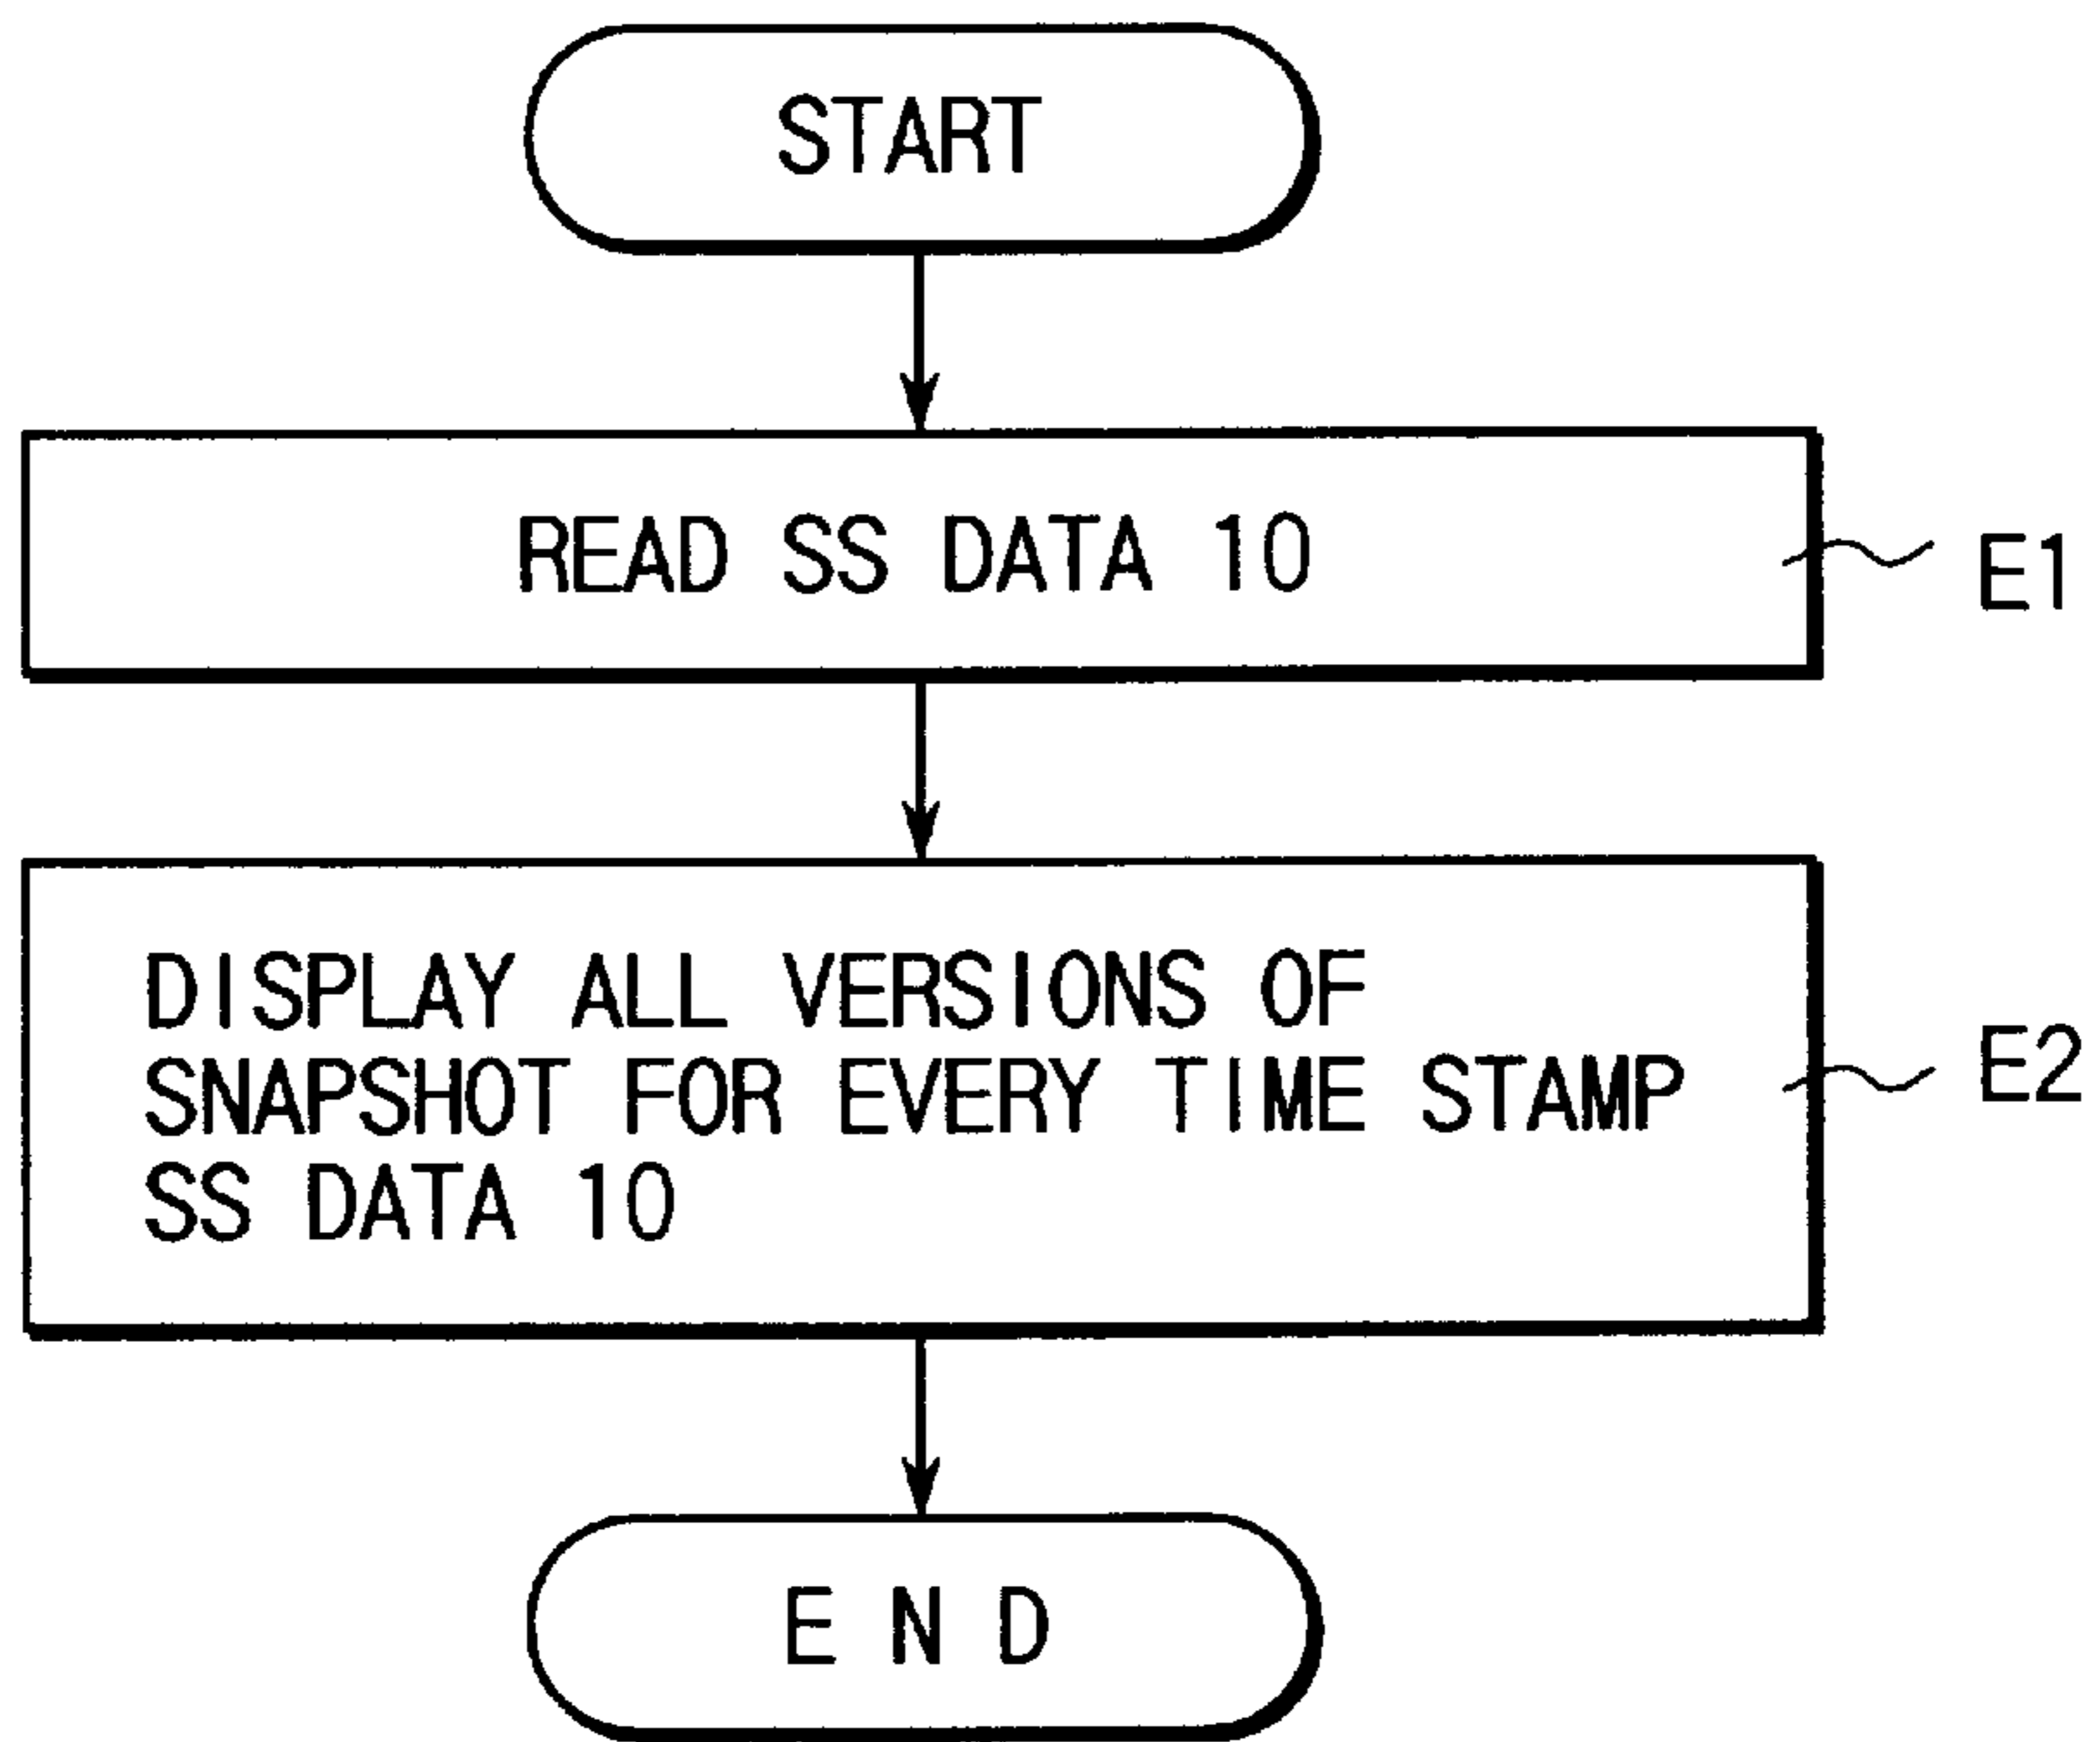 START
READ SS DATA 10
E1
DISPLAY ALL VERSIONS OF
SNAPSHOT FOR EVERY TIME STAMP
SS DATA 10
E2
E N D